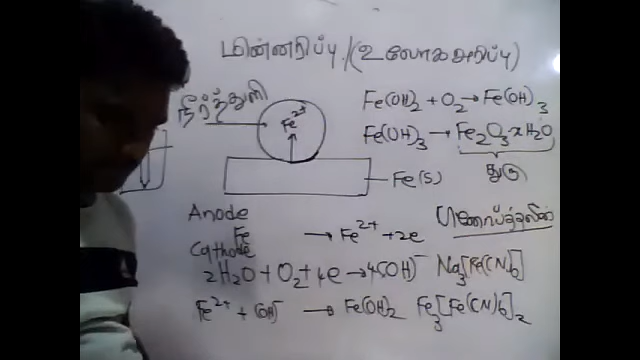 மின்னரிப்பு / (உலோக அரிப்பு)
நீர்த்துளி
Fe²⁺
Fe(s)
Fe(OH)₂ + O₂ → Fe(OH)₃
Fe(OH)₃ → Fe₂O₃·xH₂O
துரு
Anode
Fe → Fe²⁺ + 2e
Cathode
2H₂O + O₂ + 4e → 4(OH)⁻
Na₃[Fe(CN)₆]
Fe²⁺ + (OH)⁻ → Fe(OH)₂
Fe₃[Fe(CN)₆]₂